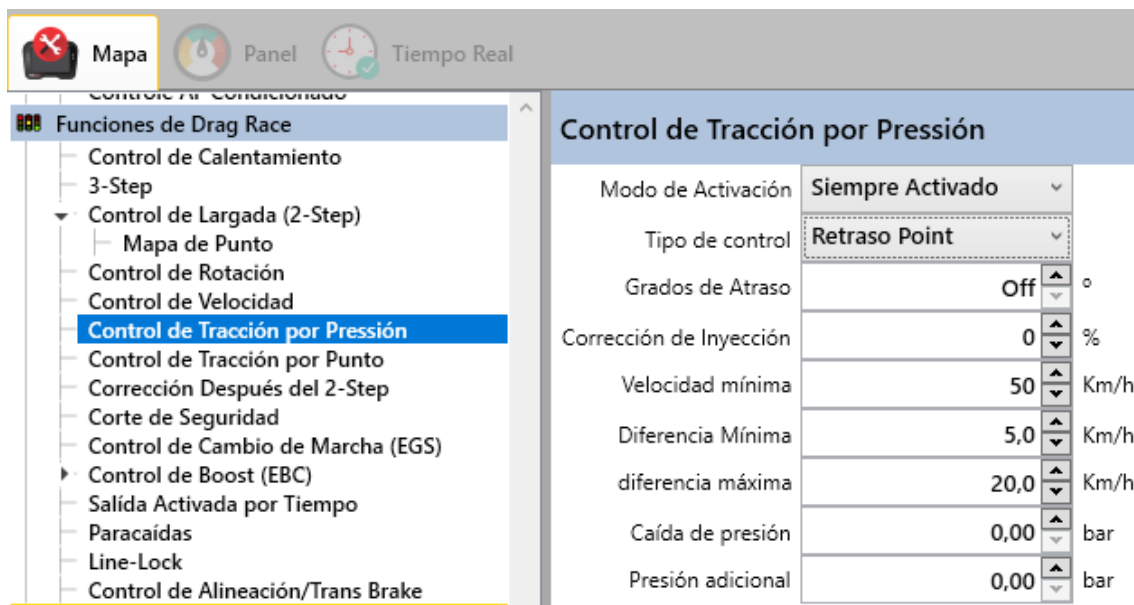 Mapa
Panel
Tiempo Real
Controle AF Condicionado
Funciones de Drag Race
Control de Calentamiento
3-Step
Control de Largada (2-Step)
Mapa de Punto
Control de Rotación
Control de Velocidad
Control de Tracción por Pressión
Control de Tracción por Punto
Corrección Después del 2-Step
Corte de Seguridad
Control de Cambio de Marcha (EGS)
Control de Boost (EBC)
Salída Activada por Tiempo
Paracaídas
Line-Lock
Control de Alineación/Trans Brake
Control de Tracción por Pressión
Modo de Activación Siempre Activado
Tipo de control Retraso Point
Grados de Atraso Off °
Corrección de Inyección 0 %
Velocidad mínima 50 Km/h
Diferencia Mínima 5,0 Km/h
diferencia máxima 20,0 Km/h
Caída de presión 0,00 bar
Presión adicional 0,00 bar